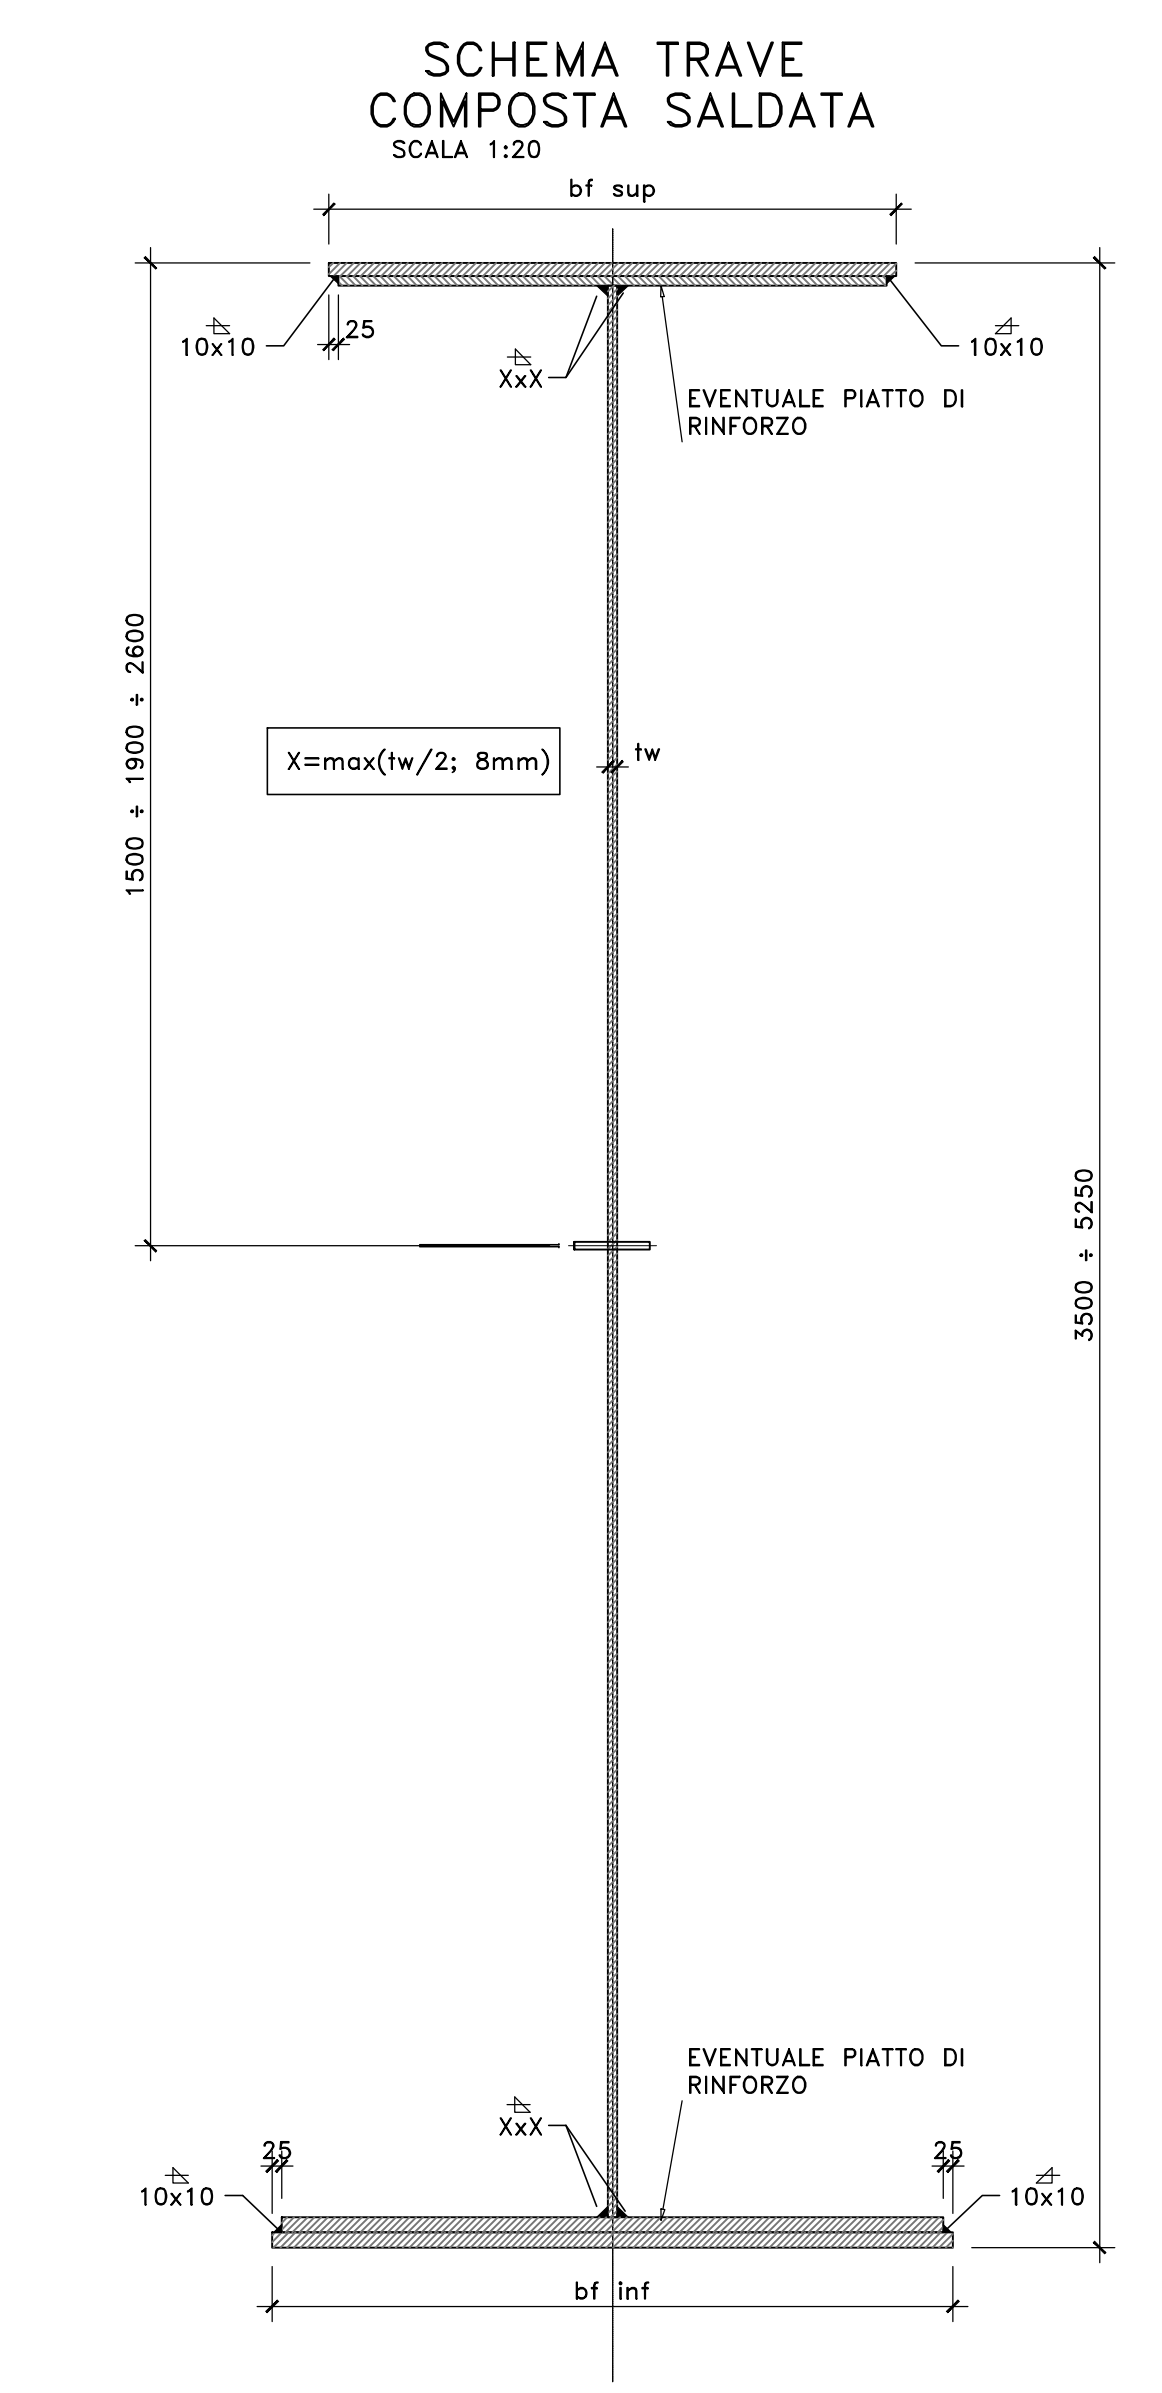 SCHEMA TRAVE
COMPOSTA SALDATA
SCALA 1:20
bf sup
25
10x10
10x10
XxX
EVENTUALE PIATTO DI
RINFORZO
1500 ÷ 1900 ÷ 2600
X=max(tw/2; 8mm)
tw
3500 ÷ 5250
EVENTUALE PIATTO DI
RINFORZO
XxX
25
25
10x10
10x10
bf inf